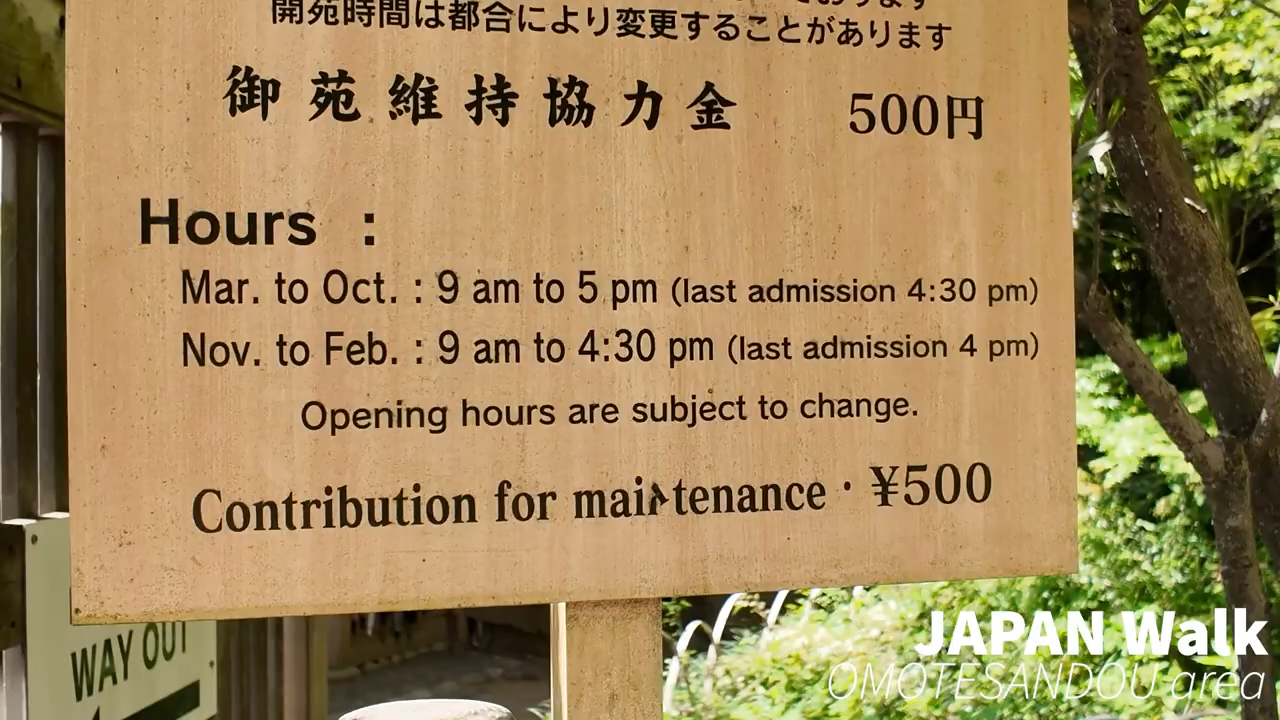 開苑時間は都合により変更することがあります
御苑維持協力金 500円
Hours :
Mar. to Oct. : 9 am to 5 pm (last admission 4:30 pm)
Nov. to Feb. : 9 am to 4:30 pm (last admission 4 pm)
Opening hours are subject to change.
Contribution for maintenance · ¥500
WAY OUT
JAPAN Walk
OMOTESANDOU area